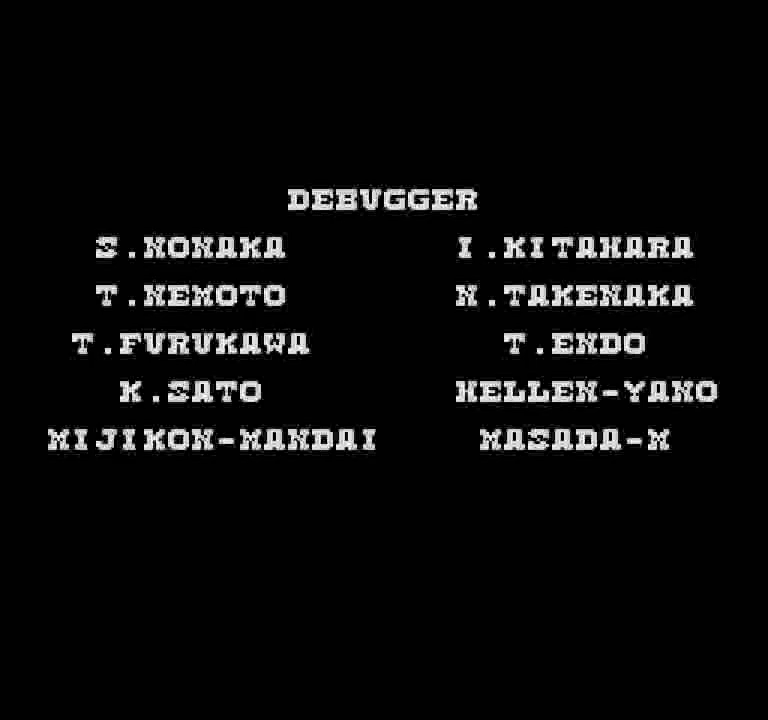 DEBUGGER
S.NONAKA I.KITAHARA
T.NEMOTO N.TAKENAKA
T.FURUKAWA T.ENDO
K.SATO HELLEN-YANO
MIJIKON-MANDAI MASADA-M